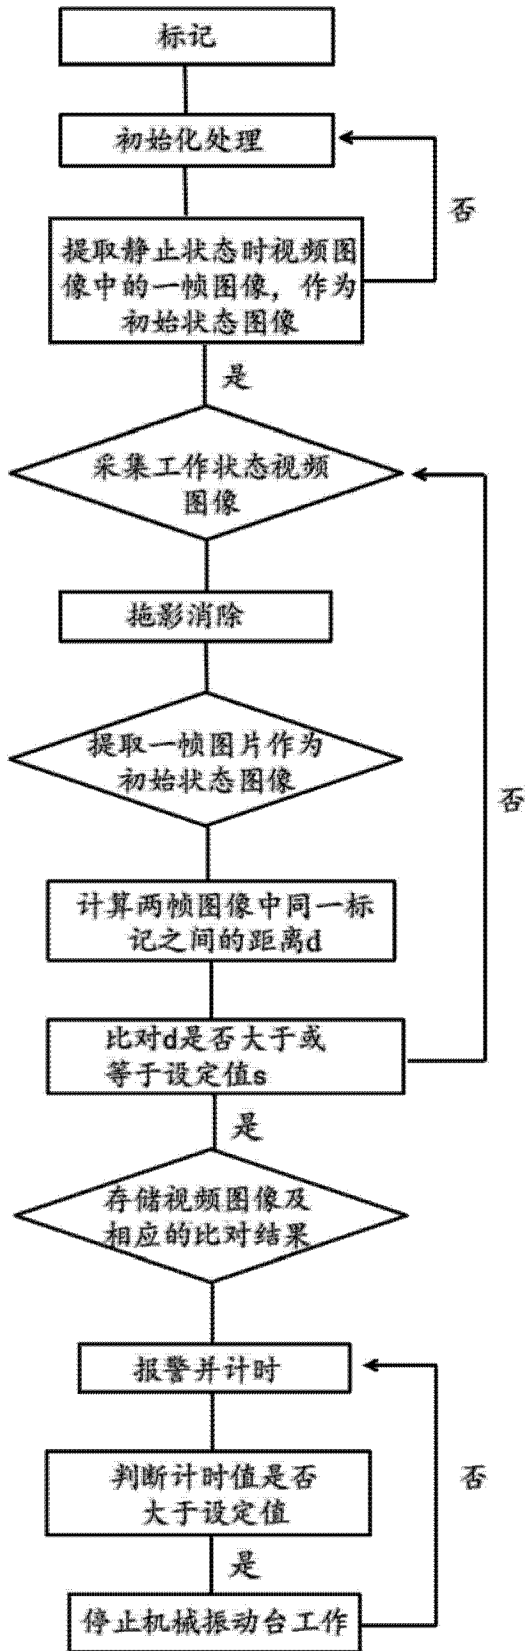 标记
初始化处理
否
提取静止状态时视频图
像中的一帧图像，作为
初始状态图像
是
采集工作状态视频
图像
拖影消除
提取一帧图片作为
初始状态图像
否
计算两帧图像中同一标
记之间的距离d
比对d是否大于或
等于设定值s
是
存储视频图像及
相应的比对结果
报警并计时
判断计时值是否
大于设定值
否
是
停止机械振动台工作